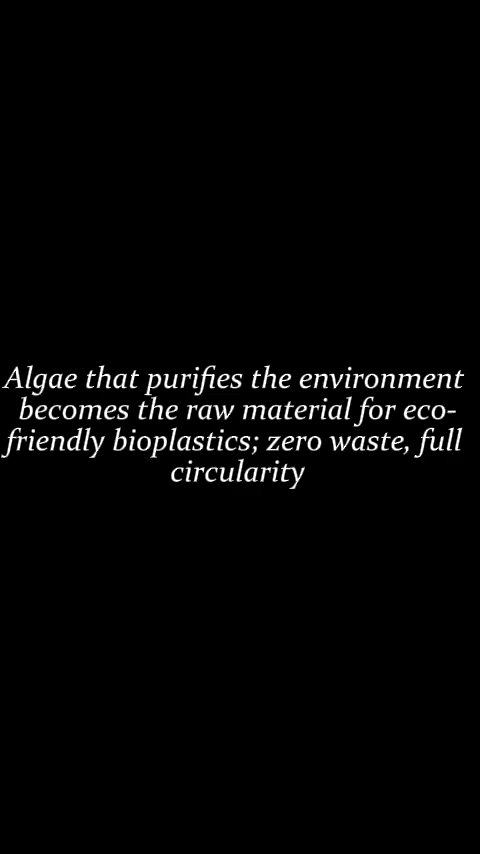 Algae that purifies the environment
becomes the raw material for eco-
friendly bioplastics; zero waste, full
circularity